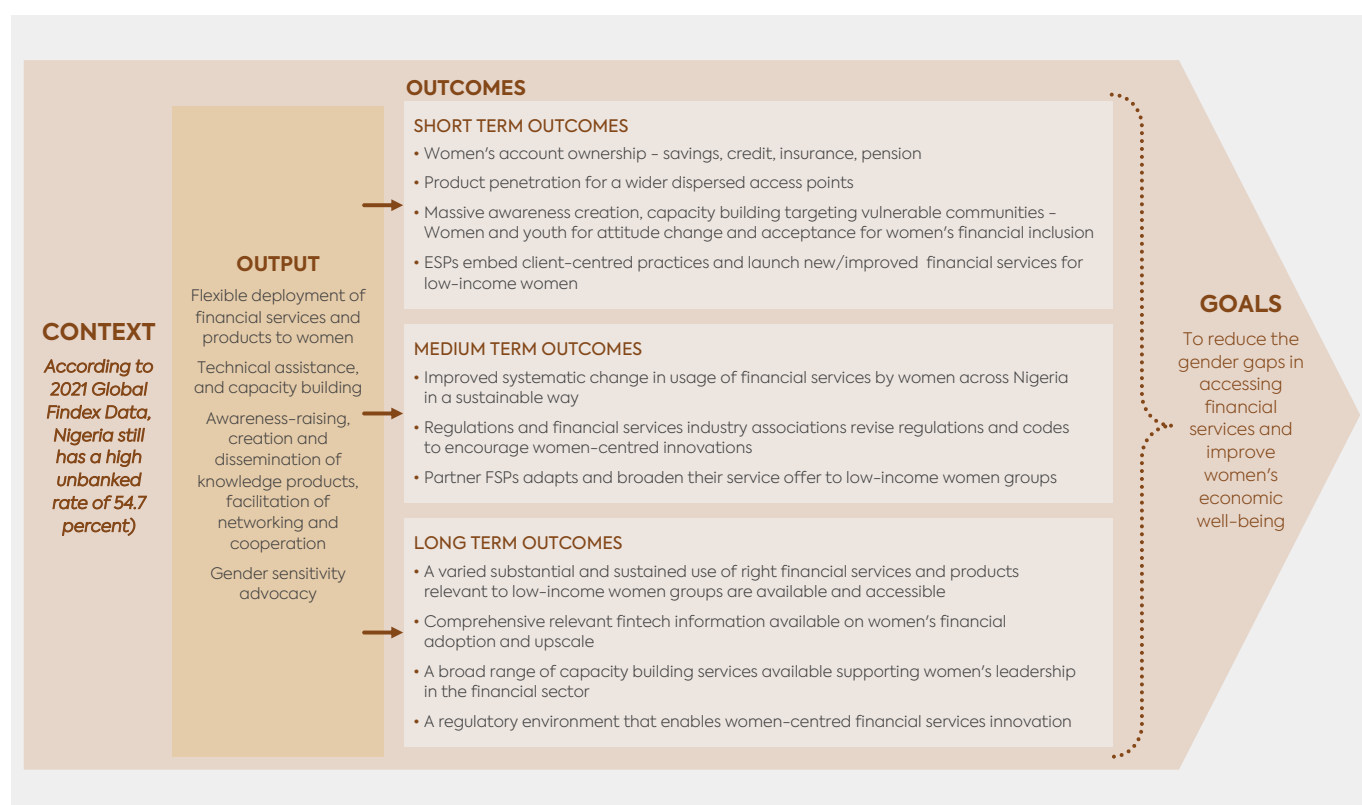 CONTEXT
According to
2021 Global
Findex Data,
Nigeria still
has a high
unbanked
rate of 54.7
percent)
OUTPUT
Flexible deployment of
financial services and
products to women
Technical assistance,
and capacity building
Awareness-raising,
creation and
dissemination of
knowledge products,
facilitation of
networking and
cooperation
Gender sensitivity
advocacy
OUTCOMES
SHORT TERM OUTCOMES
• Women's account ownership - savings, credit, insurance, pension
• Product penetration for a wider dispersed access points
• Massive awareness creation, capacity building targeting vulnerable communities -
Women and youth for attitude change and acceptance for women's financial inclusion
• ESPs embed client-centred practices and launch new/improved financial services for
low-income women
MEDIUM TERM OUTCOMES
• Improved systematic change in usage of financial services by women across Nigeria
in a sustainable way
• Regulations and financial services industry associations revise regulations and codes
to encourage women-centred innovations
• Partner FSPs adapts and broaden their service offer to low-income women groups
LONG TERM OUTCOMES
• A varied substantial and sustained use of right financial services and products
relevant to low-income women groups are available and accessible
• Comprehensive relevant fintech information available on women's financial
adoption and upscale
• A broad range of capacity building services available supporting women's leadership
in the financial sector
• A regulatory environment that enables women-centred financial services innovation
GOALS
To reduce the
gender gaps in
accessing
financial
services and
improve
women's
economic
well-being